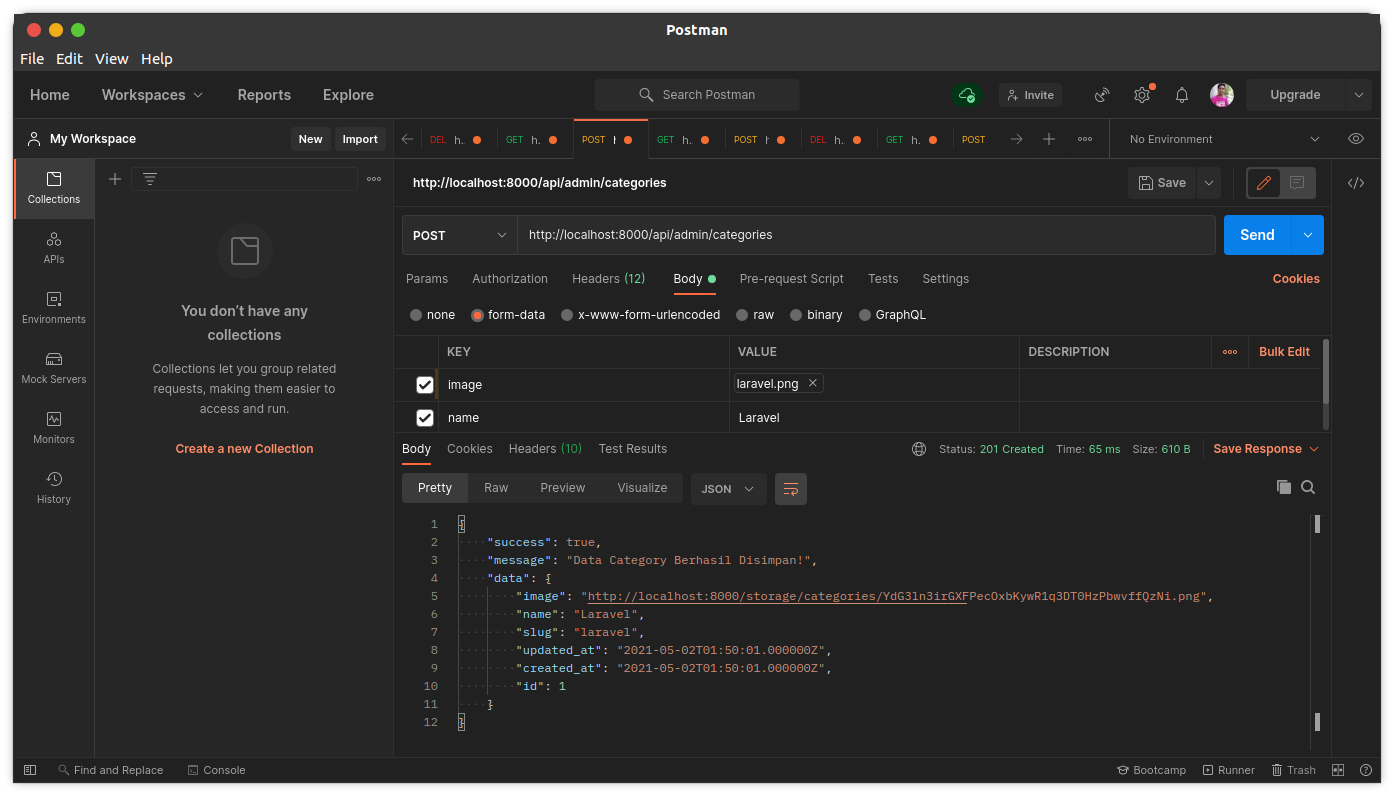 Postman
File Edit View Help
Home Workspaces Reports Explore Search Postman Invite Upgrade
My Workspace New Import DEL h. GET h. POST h GET h.. POST h DEL h.. GET h. POST No Environment
Collections
APIs
Environments
Mock Servers
Monitors
History
You don't have any
collections
Collections let you group related
requests, making them easier to
access and run.
Create a new Collection
http://localhost:8000/api/admin/categories Save
POST http://localhost:8000/api/admin/categories Send
Params Authorization Headers (12) Body Pre-request Script Tests Settings Cookies
none form-data x-www-form-urlencoded raw binary GraphQL
KEY VALUE DESCRIPTION Bulk Edit
image laravel.png
name Laravel
Body Cookies Headers (10) Test Results Status: 201 Created Time: 65 ms Size: 610 B Save Response
Pretty Raw Preview Visualize JSON
1 {
2 "success": true,
3 "message": "Data Category Berhasil Disimpan!",
4 "data": {
5 "image": "http://localhost:8000/storage/categories/YdG3ln3irGXFPecOxbKywR1q3DT0HzPbwvffQzNi.png",
6 "name": "Laravel",
7 "slug": "laravel",
8 "updated_at": "2021-05-02T01:50:01.000000Z",
9 "created_at": "2021-05-02T01:50:01.000000Z",
10 "id": 1
11 }
12 }
Find and Replace Console Bootcamp Runner Trash